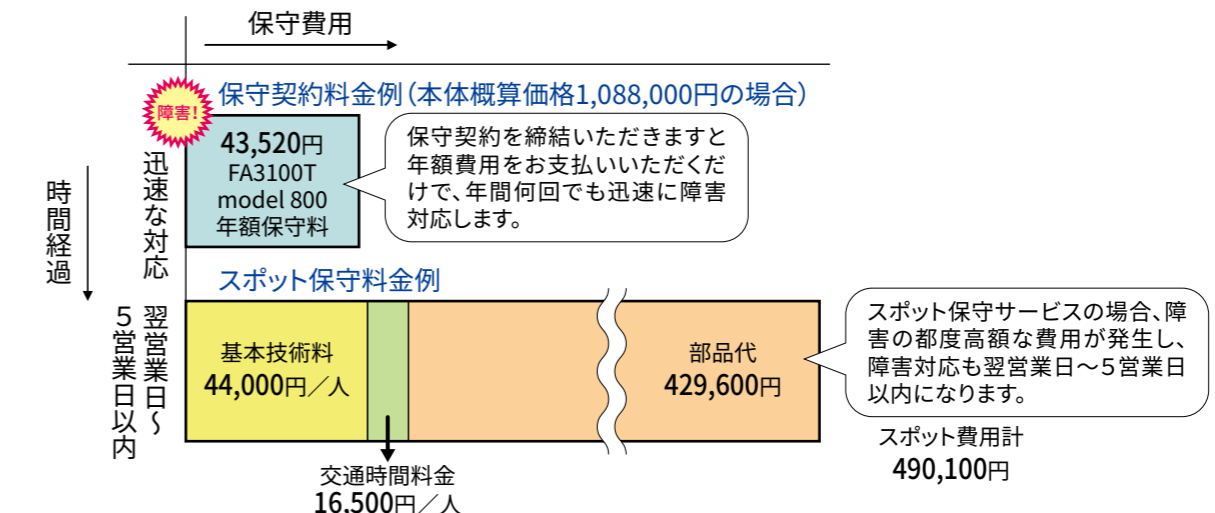 保守費用
保守契約料金例（本体概算価格1,088,000円の場合）
障害！
43,520円
FA3100T
model 800
年額保守料
保守契約を締結いただきますと
年額費用をお支払いいただくだ
けで、年間何回でも迅速に障害
対応します。
時間経過
迅速な対応
スポット保守料金例
翌営業日～
５営業日以内
基本技術料
44,000円／人
部品代
429,600円
スポット保守サービスの場合、障
害の都度高額な費用が発生し、
障害対応も翌営業日～５営業日
以内になります。
交通時間料金
16,500円／人
スポット費用計
490,100円